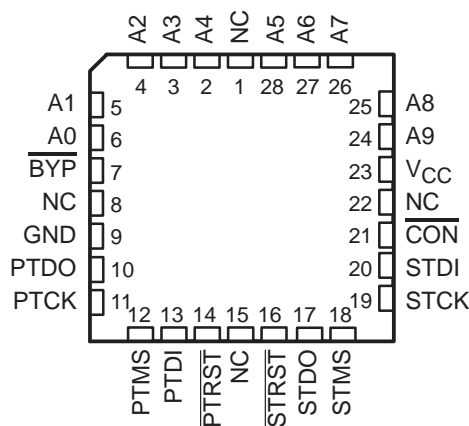 A2 A3 A4 NC A5 A6 A7
4 3 2 1 28 27 26
A1 5 25 A8
A0 6 24 A9
BYP 7 23 VCC
NC 8 22 NC
GND 9 21 CON
PTDO 10 20 STDI
PTCK 11 19 STCK
12 13 14 15 16 17 18
PTMS PTDI PTRST NC STRST STDO STMS